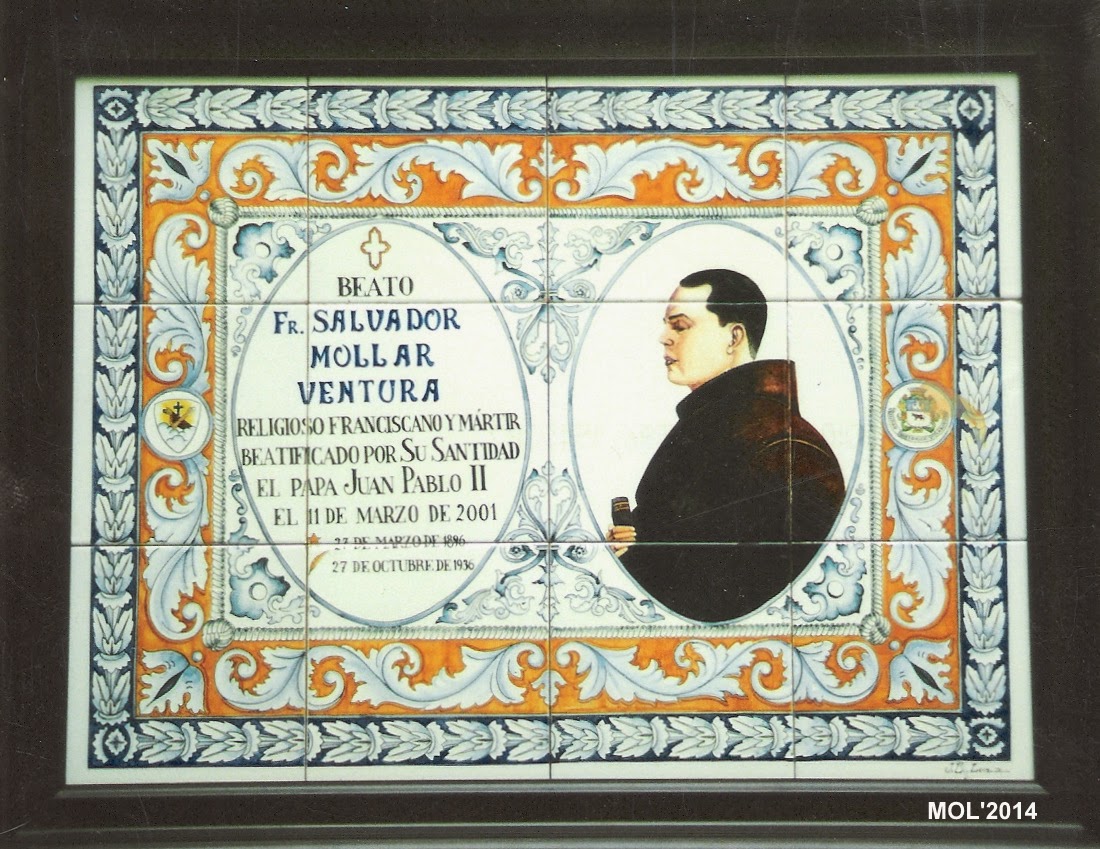 BEATO
FR. SALVADOR
MOLLAR
VENTURA
RELIGIOSO FRANCISCANO Y MÁRTIR
BEATIFICADO POR SU SANTIDAD
EL PAPA JUAN PABLO II
EL 11 DE MARZO DE 2001
27 DE MARZO DE 1896
27 DE OCTUBRE DE 1936
MOL'2014